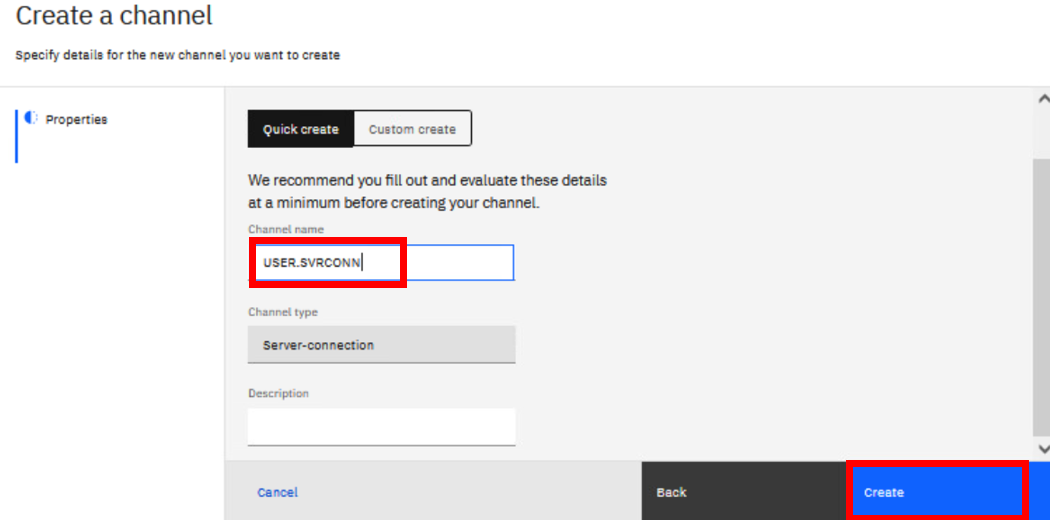 Create a channel
Specify details for the new channel you want to create
Properties
Quick create
Custom create
We recommend you fill out and evaluate these details
at a minimum before creating your channel.
Channel name
USER.SVRCONN
Channel type
Server-connection
Description
Cancel
Back
Create